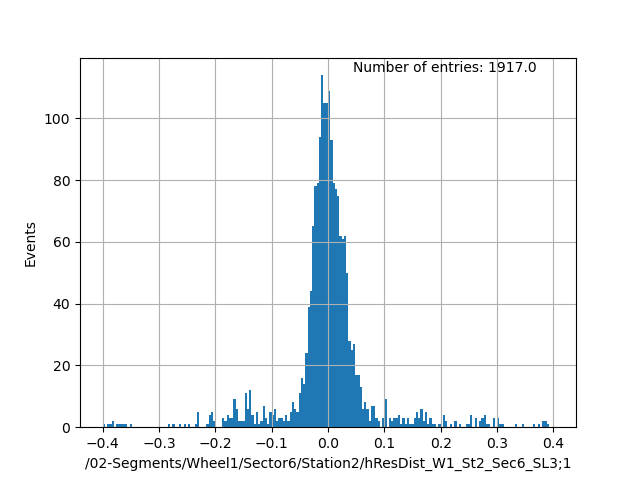 Number of entries: 1917.0
Events
100
80
60
40
20
0
−0.4 −0.3 −0.2 −0.1 0.0 0.1 0.2 0.3 0.4
/02-Segments/Wheel1/Sector6/Station2/hResDist_W1_St2_Sec6_SL3;1